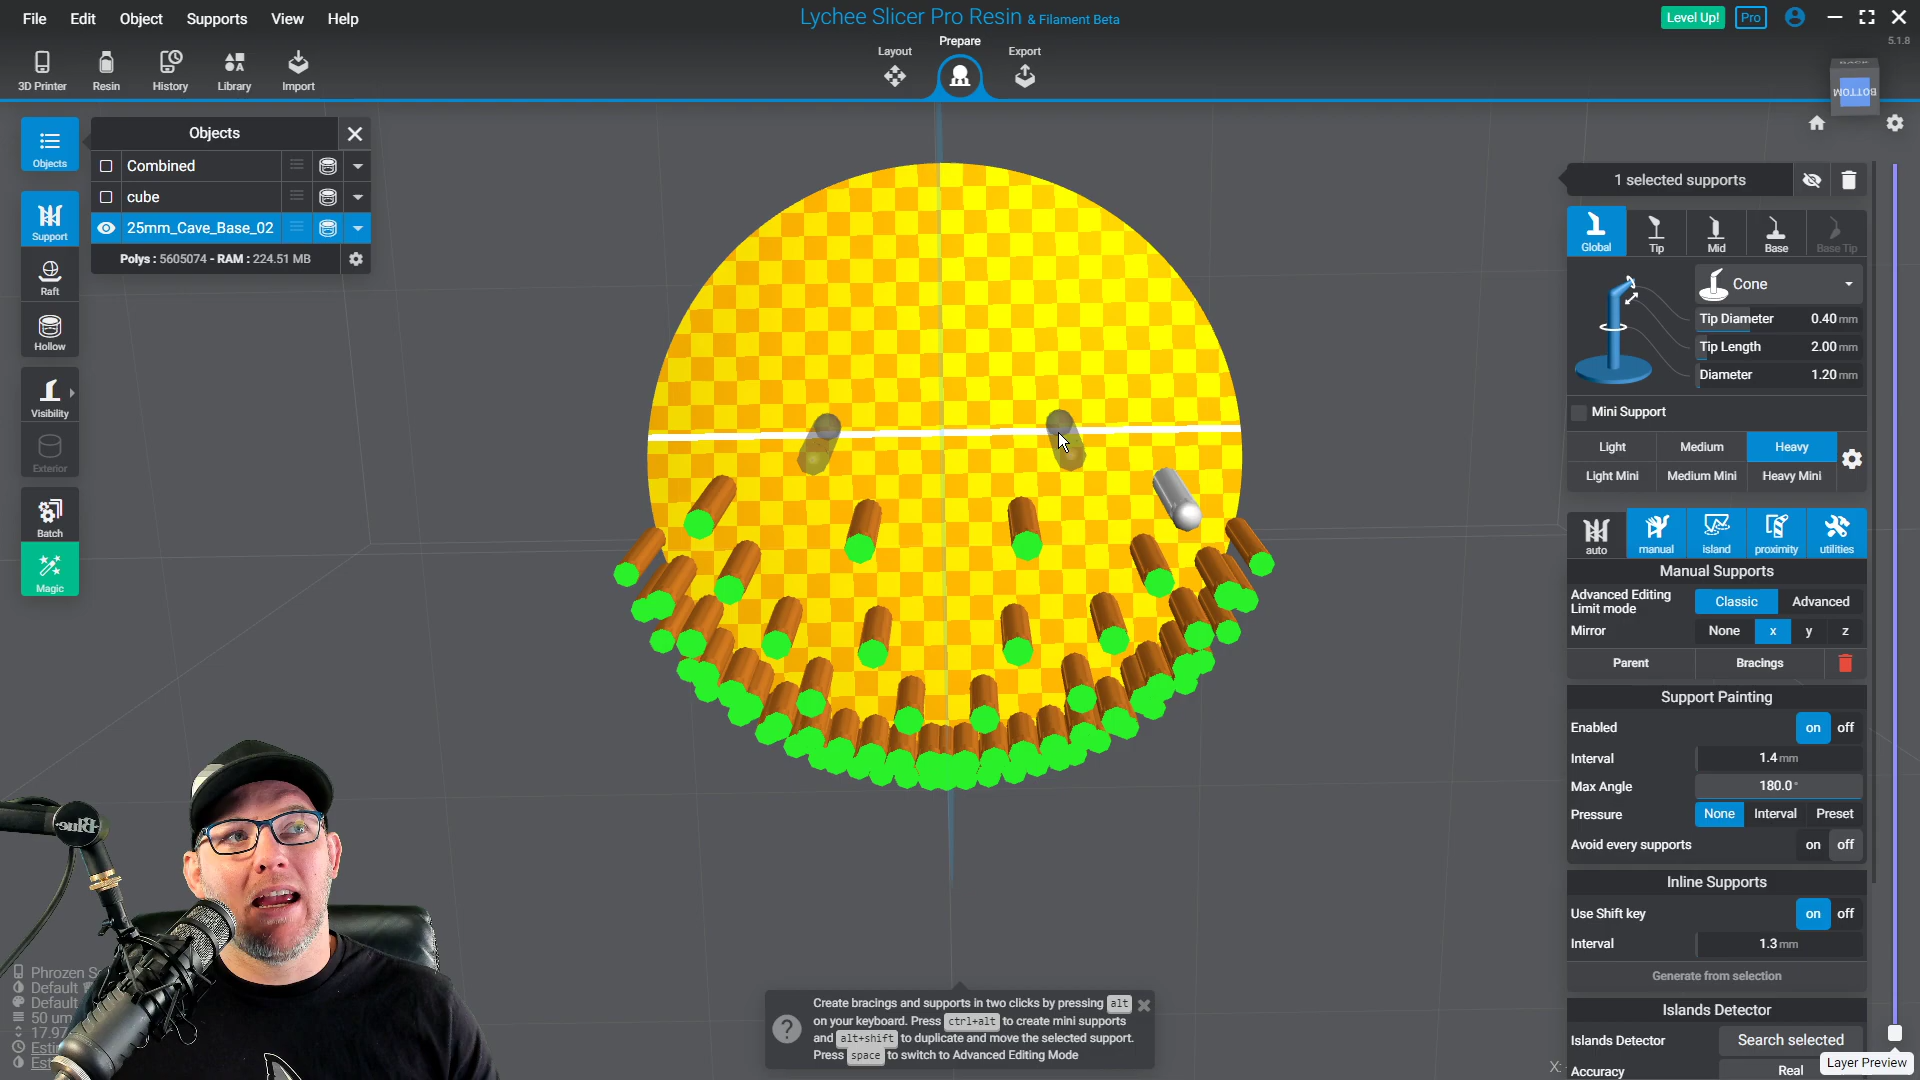 File Edit Object Supports View Help
Lychee Slicer Pro Resin & Filament Beta
Level Up! Pro
5.1.8
3D Printer Resin History Library Import
Layout Prepare Export
BACK
BOTTOM
Objects
Support
Raft
Hollow
Visibility
Exterior
Batch
Magic
Objects
Combined
cube
25mm_Cave_Base_02
Polys : 5605074 - RAM : 224.51 MB
1 selected supports
Global Tip Mid Base Base Tip
Cone
Tip Diameter 0.40 mm
Tip Length 2.00 mm
Diameter 1.20 mm
Mini Support
Light Medium Heavy
Light Mini Medium Mini Heavy Mini
auto manual island proximity utilities
Manual Supports
Advanced Editing
Limit mode Classic Advanced
Mirror None x y z
Parent Bracings
Support Painting
Enabled on off
Interval 1.4 mm
Max Angle 180.0 °
Pressure None Interval Preset
Avoid every supports on off
Inline Supports
Use Shift key on off
Interval 1.3 mm
Generate from selection
Islands Detector
Islands Detector Search selected
Accuracy Real
Layer Preview
X:
Create bracings and supports in two clicks by pressing alt
on your keyboard. Press ctrl+alt to create mini supports
and alt+shift to duplicate and move the selected support.
Press space to switch to Advanced Editing Mode
Blue
Phrozen
Default
Default
50 um
17.97